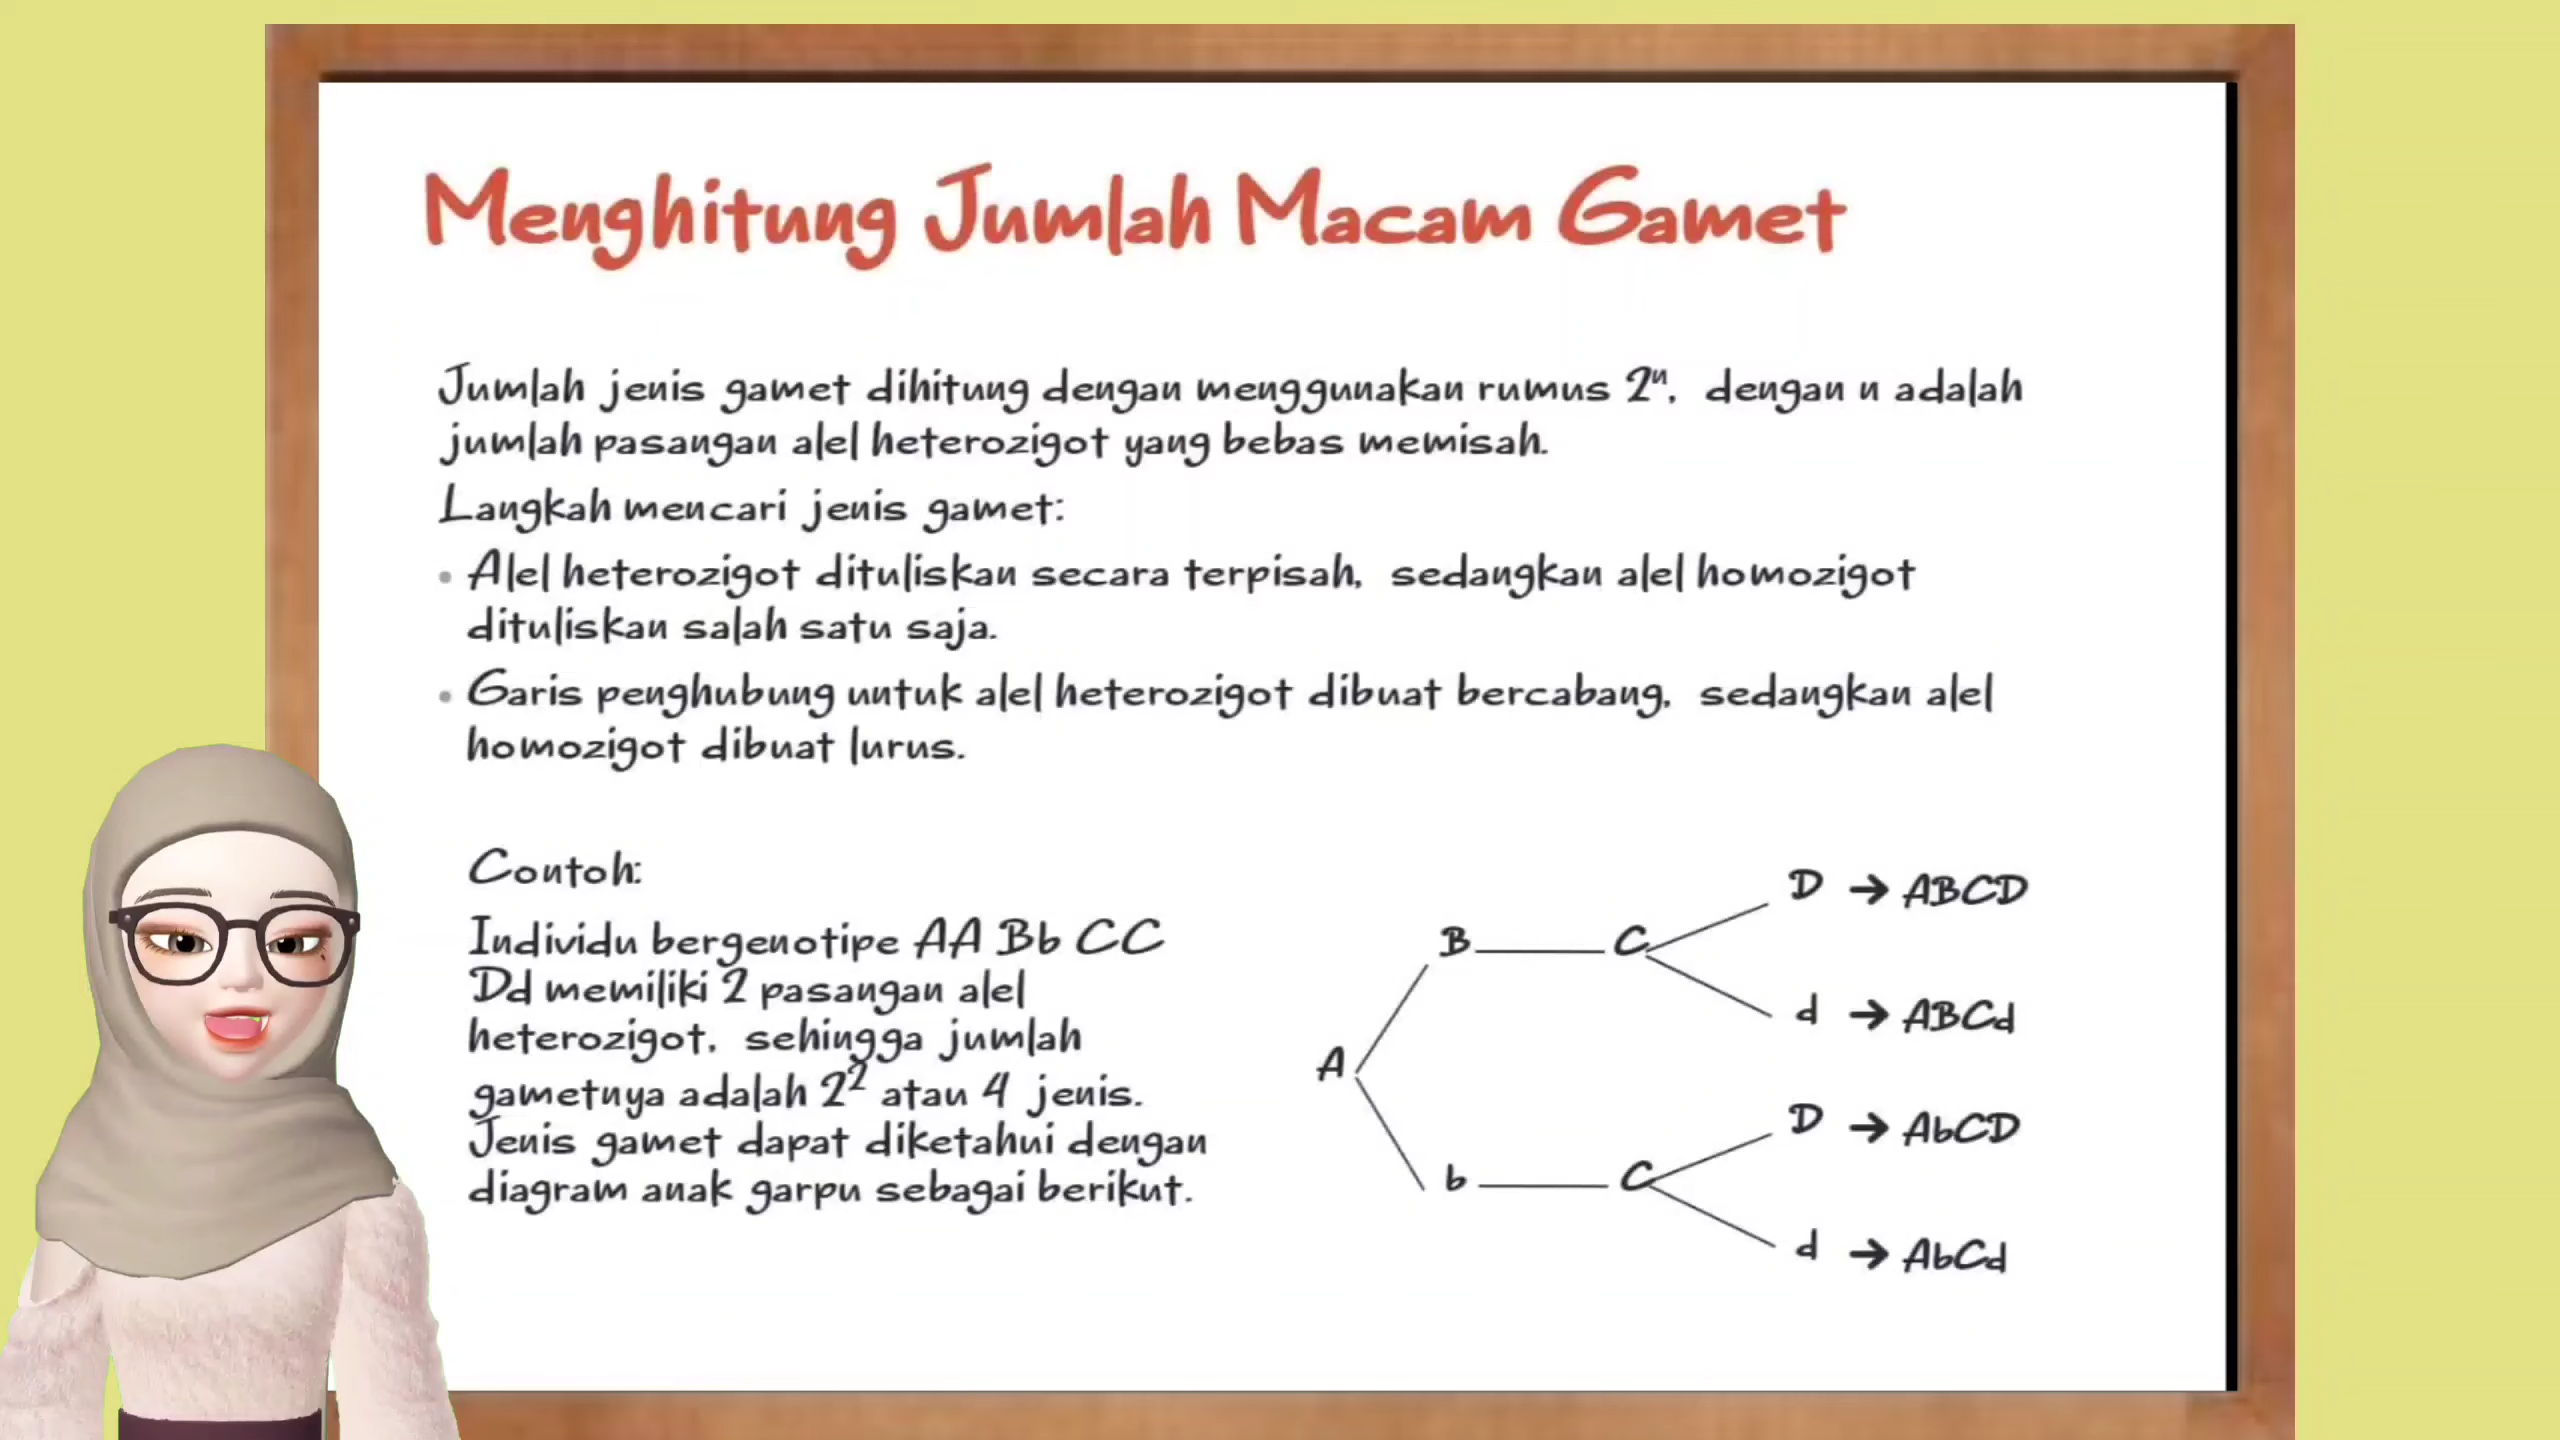 Menghitung Jumlah Macam Gamet
Jumlah jenis gamet dihitung dengan menggunakan rumus 2ⁿ, dengan n adalah
jumlah pasangan alel heterozigot yang bebas memisah.
Langkah mencari jenis gamet:
• Alel heterozigot dituliskan secara terpisah, sedangkan alel homozigot
dituliskan salah satu saja.
• Garis penghubung untuk alel heterozigot dibuat bercabang, sedangkan alel
homozigot dibuat lurus.
Contoh:
Individu bergenotipe AA Bb CC
Dd memiliki 2 pasangan alel
heterozigot, sehingga jumlah
gametnya adalah 2² atau 4 jenis.
Jenis gamet dapat diketahui dengan
diagram anak garpu sebagai berikut.
D → ABCD
B C
d → ABCd
A
D → AbCD
b C
d → AbCd